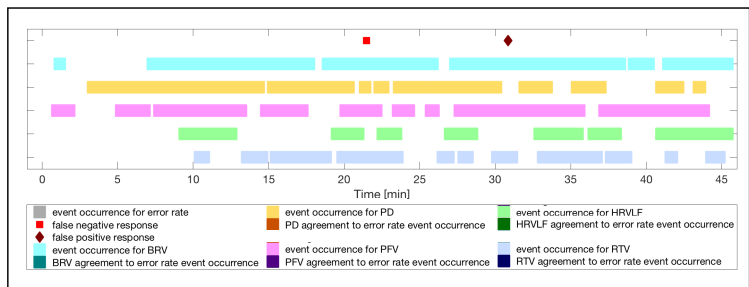 0 5 10 15 20 25 30 35 40 45
Time [min]
event occurrence for error rate
false negative response
false positive response
event occurrence for BRV
BRV agreement to error rate event occurrence
event occurrence for PD
PD agreement to error rate event occurrence
event occurrence for PFV
PFV agreement to error rate event occurrence
event occurrence for HRVLF
HRVLF agreement to error rate event occurrence
event occurrence for RTV
RTV agreement to error rate event occurrence